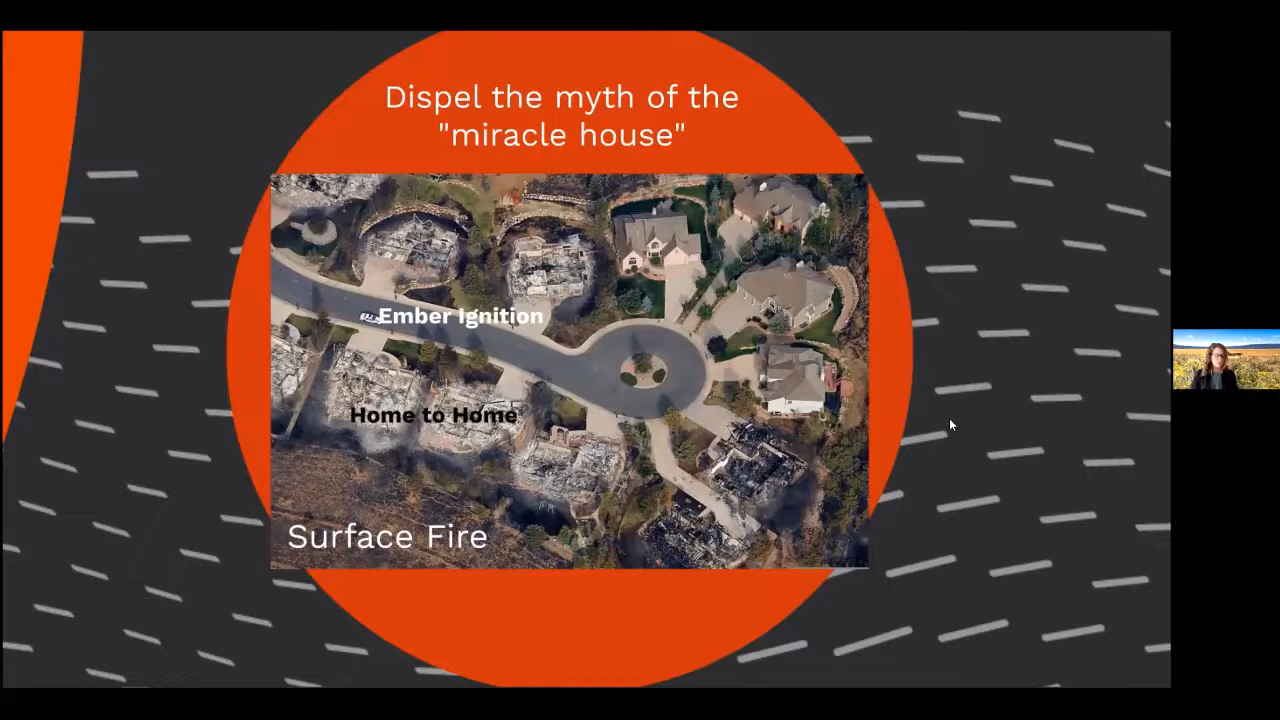 Dispel the myth of the
"miracle house"
Ember Ignition
Home to Home
Surface Fire